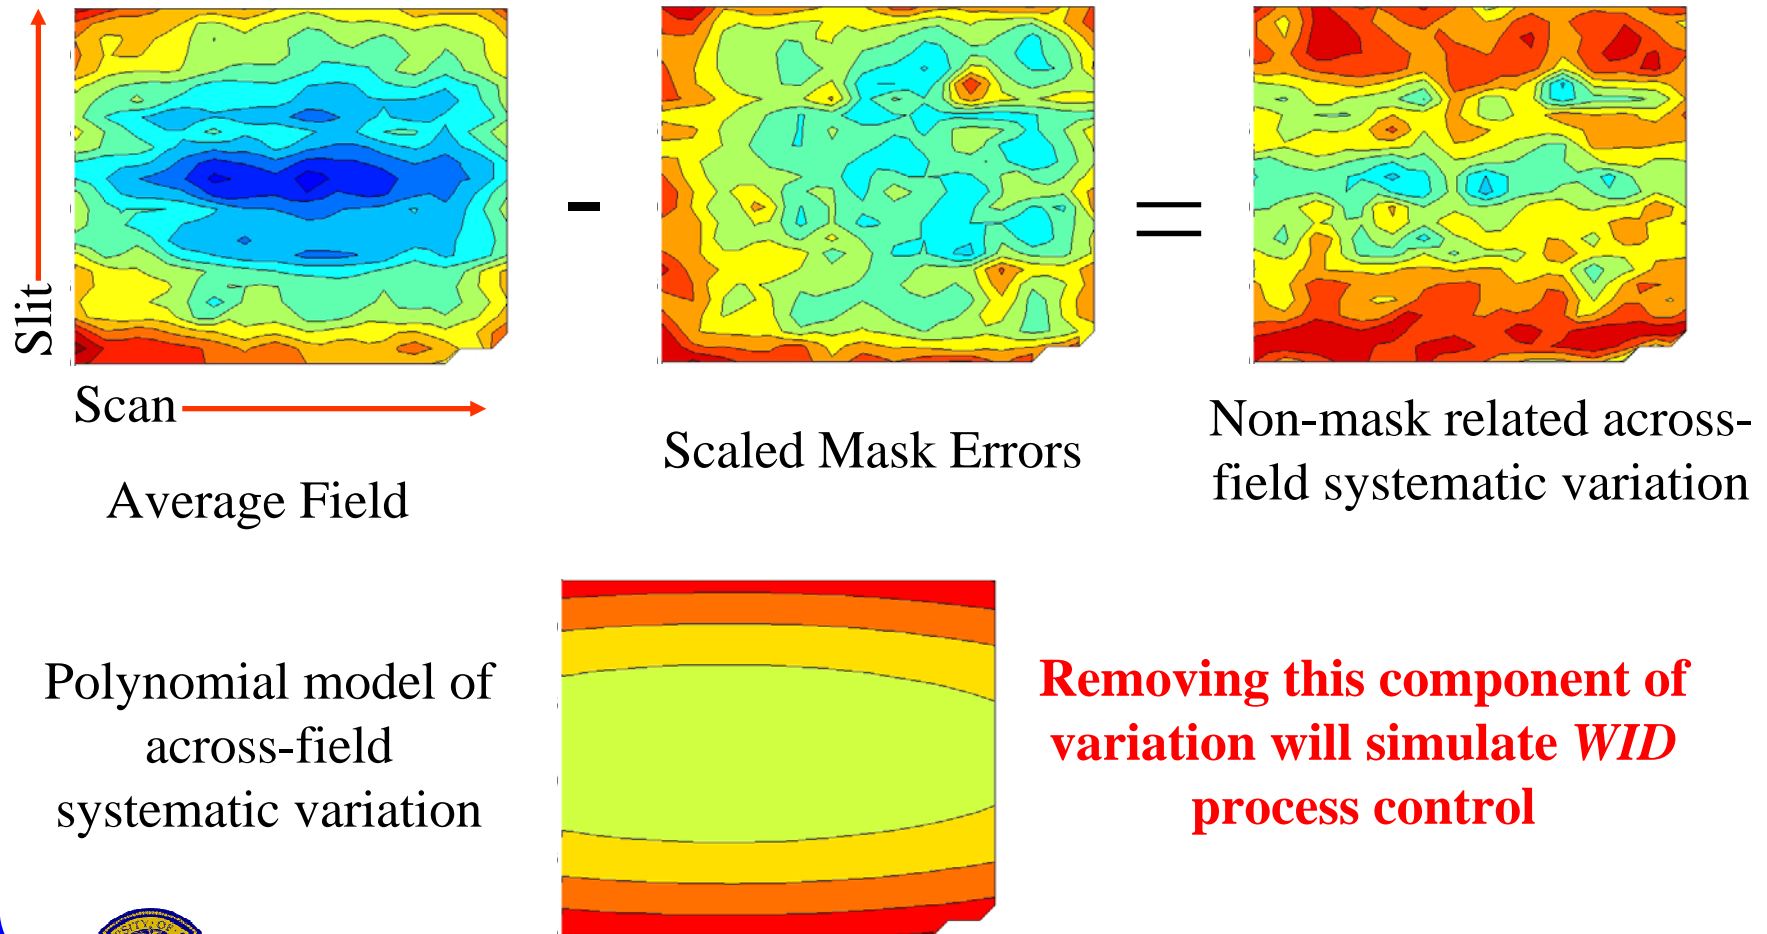 Slit
Scan
Average Field
-
Scaled Mask Errors
=
Non-mask related across-
field systematic variation
Polynomial model of
across-field
systematic variation
Removing this component of
variation will simulate WID
process control